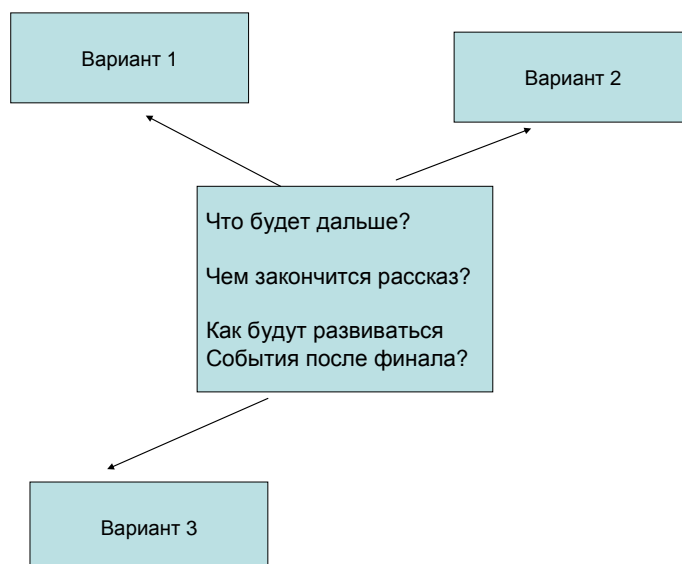 Вариант 1
Вариант 2
Что будет дальше?
Чем закончится рассказ?
Как будут развиваться
События после финала?
Вариант 3